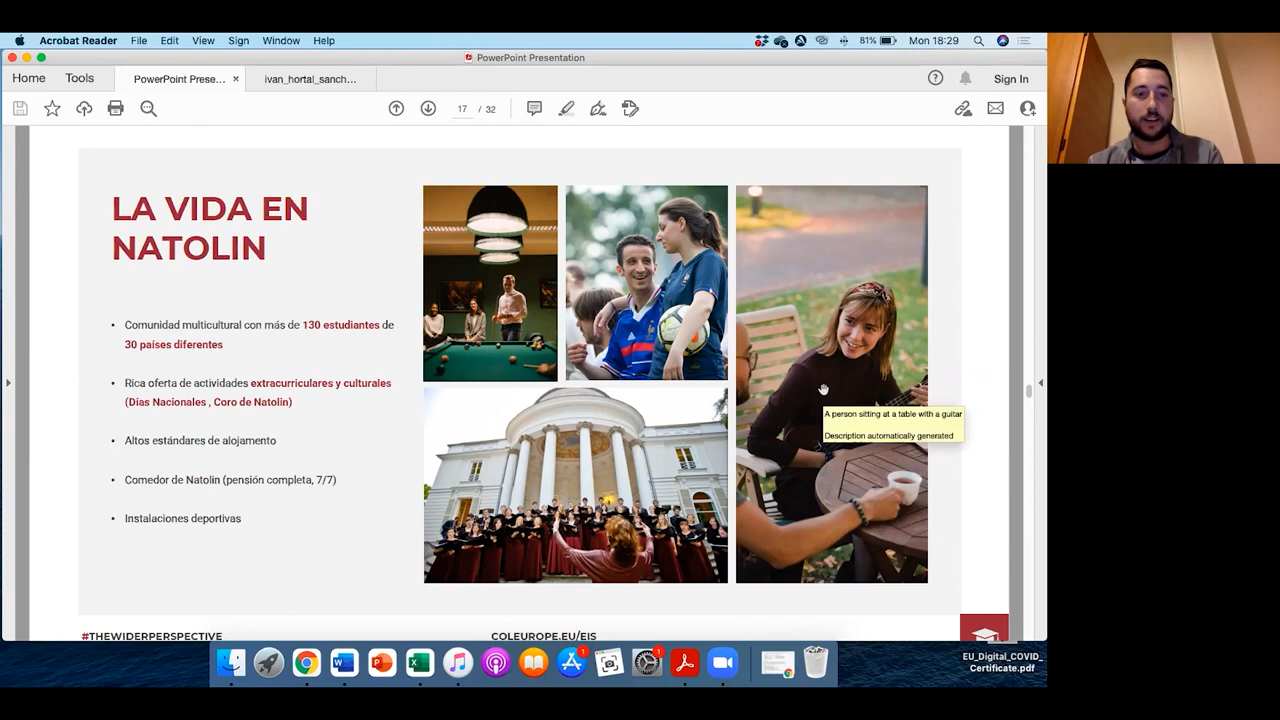 Acrobat Reader File Edit View Sign Window Help
81% Mon 18:29
PowerPoint Presentation
Home Tools PowerPoint Prese... × ivan_hortal_sanch... Sign In
17 / 32
LA VIDA EN
NATOLIN
• Comunidad multicultural con más de 130 estudiantes de
30 países diferentes
• Rica oferta de actividades extracurriculares y culturales
(Días Nacionales , Coro de Natolin)
• Altos estándares de alojamento
• Comedor de Natolin (pensión completa, 7/7)
• Instalaciones deportivas
A person sitting at a table with a guitar
Description automatically generated
#THEWIDERPERSPECTIVE
COLEUROPE.EU/EIS
EU_Digital_COVID_
Certificate.pdf